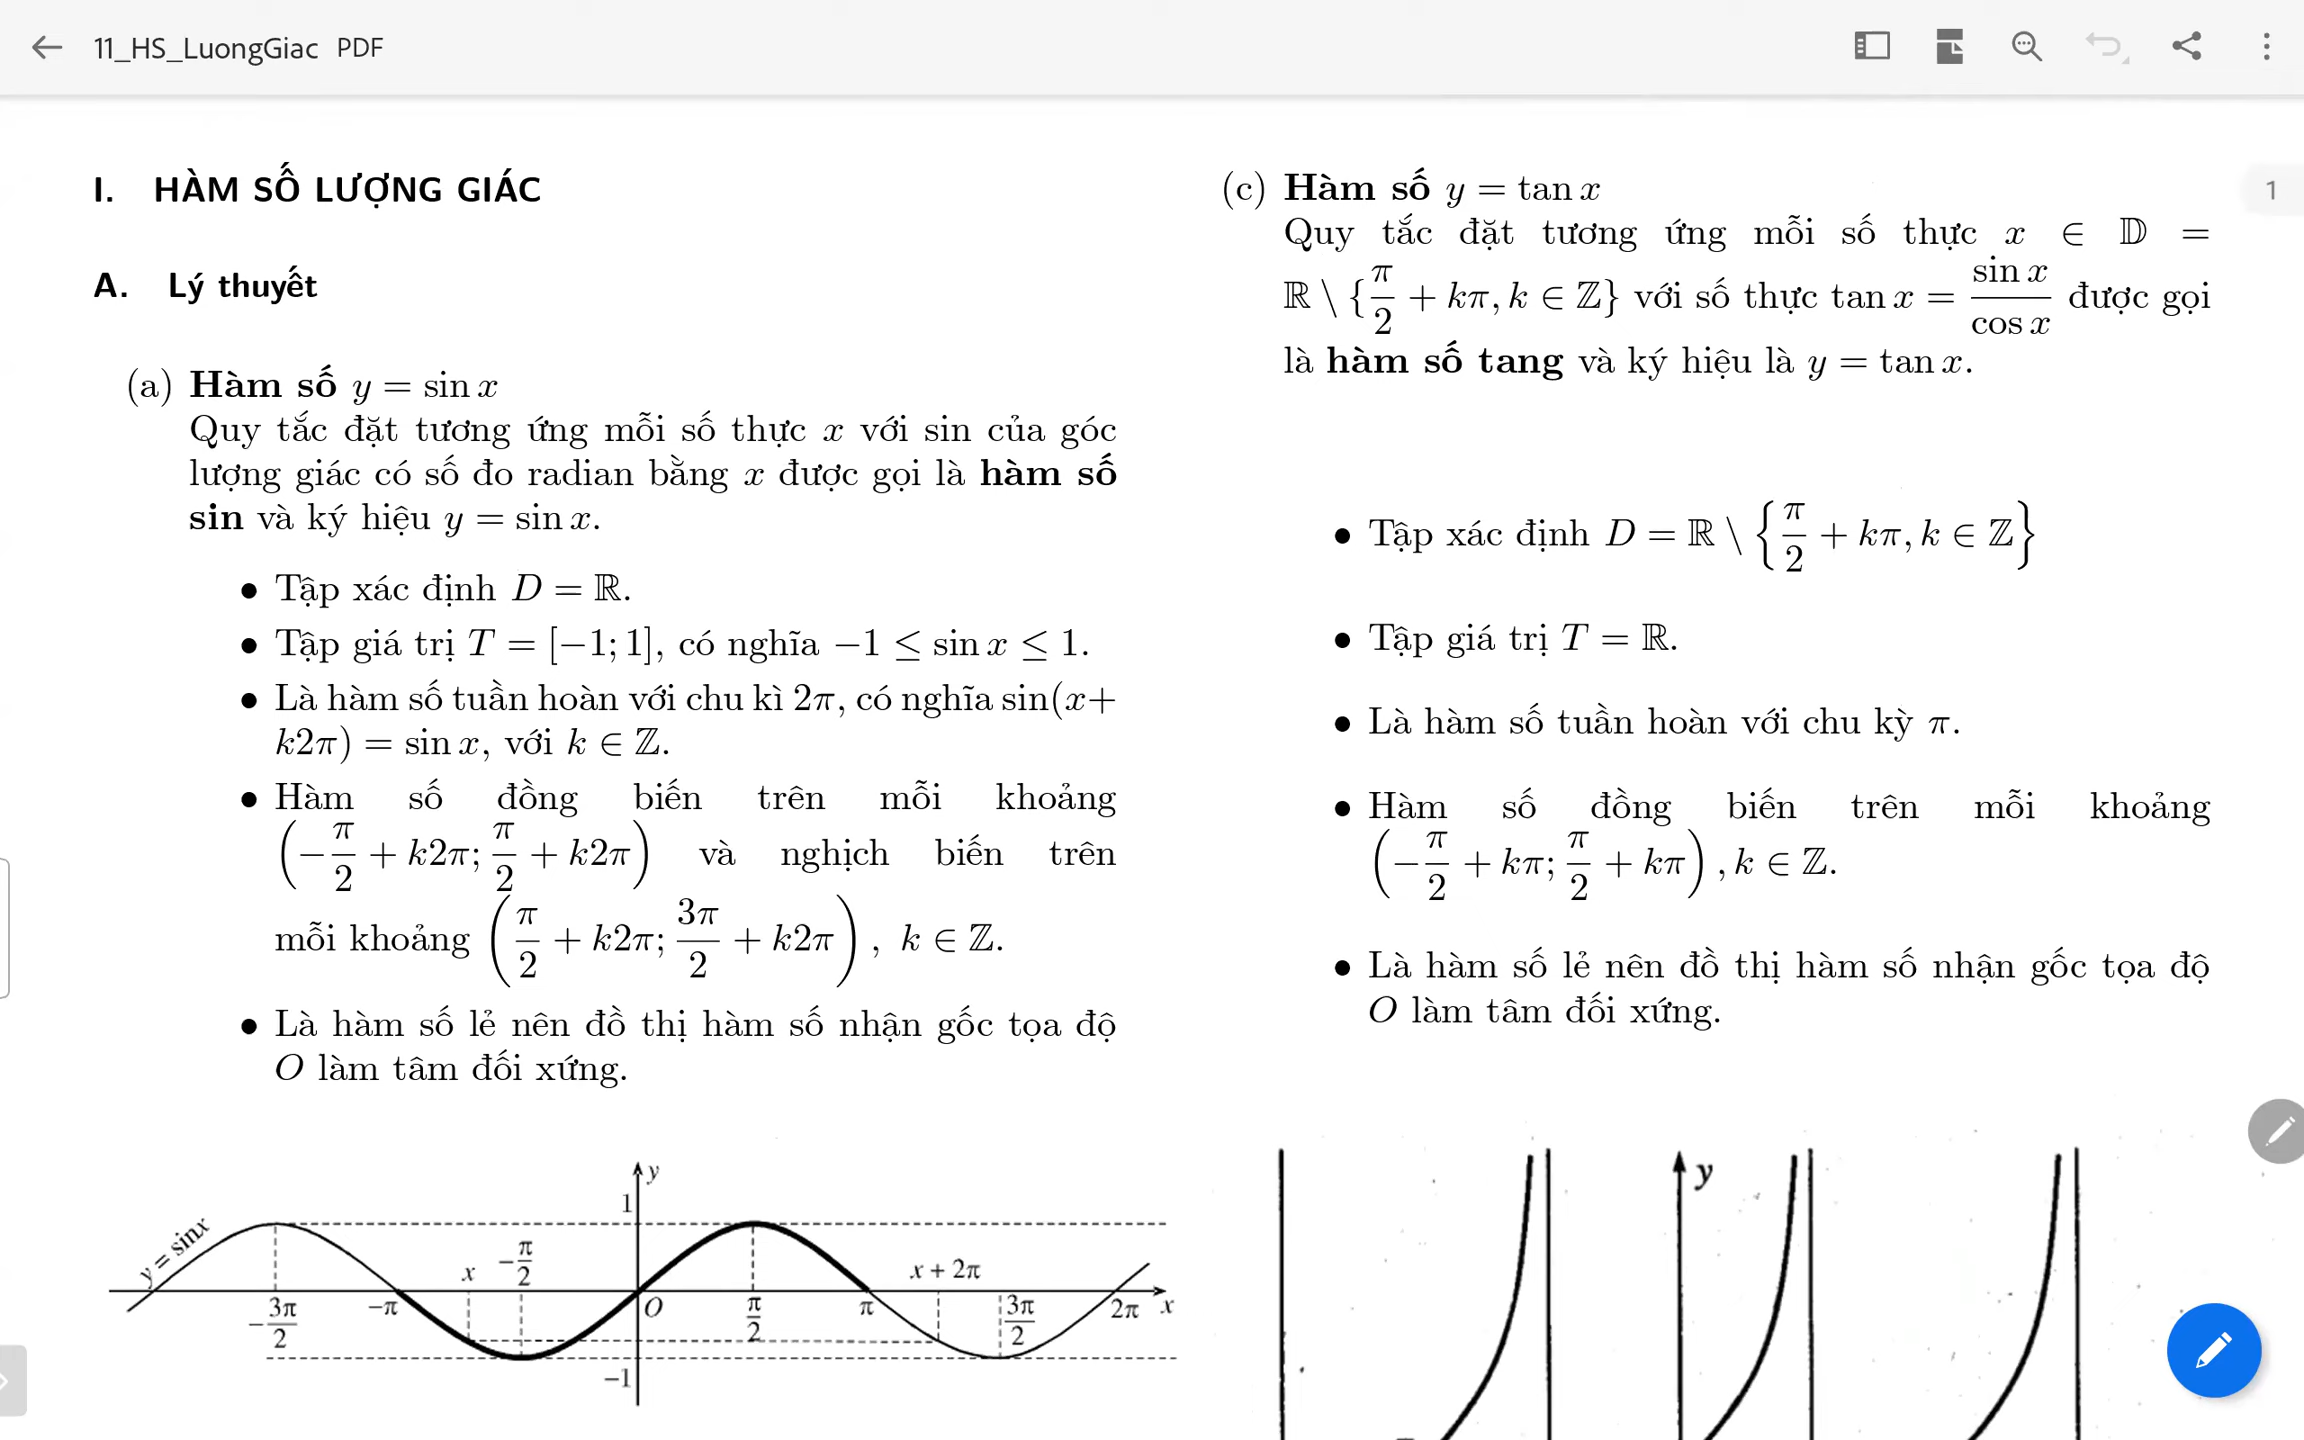 11_HS_LuongGiac PDF
1
I. HÀM SỐ LƯỢNG GIÁC
A. Lý thuyết
(a) Hàm số y = sin x
Quy tắc đặt tương ứng mỗi số thực x với sin của góc
lượng giác có số đo radian bằng x được gọi là hàm số
sin và ký hiệu y = sin x.
• Tập xác định D = ℝ.
• Tập giá trị T = [−1; 1], có nghĩa −1 ≤ sin x ≤ 1.
• Là hàm số tuần hoàn với chu kì 2π, có nghĩa sin(x+
k2π) = sin x, với k ∈ ℤ.
• Hàm số đồng biến trên mỗi khoảng
(−π/2 + k2π; π/2 + k2π) và nghịch biến trên
mỗi khoảng (π/2 + k2π; 3π/2 + k2π), k ∈ ℤ.
• Là hàm số lẻ nên đồ thị hàm số nhận gốc tọa độ
O làm tâm đối xứng.
y = sinx
y
1
−3π/2
−π
x
−π/2
O
π/2
π
x + 2π
3π/2
2π
x
−1
(c) Hàm số y = tan x
Quy tắc đặt tương ứng mỗi số thực x ∈ 𝔻 =
ℝ \ {π/2 + kπ, k ∈ ℤ} với số thực tan x = sin x/cos x được gọi
là hàm số tang và ký hiệu là y = tan x.
• Tập xác định D = ℝ \ {π/2 + kπ, k ∈ ℤ}
• Tập giá trị T = ℝ.
• Là hàm số tuần hoàn với chu kỳ π.
• Hàm số đồng biến trên mỗi khoảng
(−π/2 + kπ; π/2 + kπ), k ∈ ℤ.
• Là hàm số lẻ nên đồ thị hàm số nhận gốc tọa độ
O làm tâm đối xứng.
y